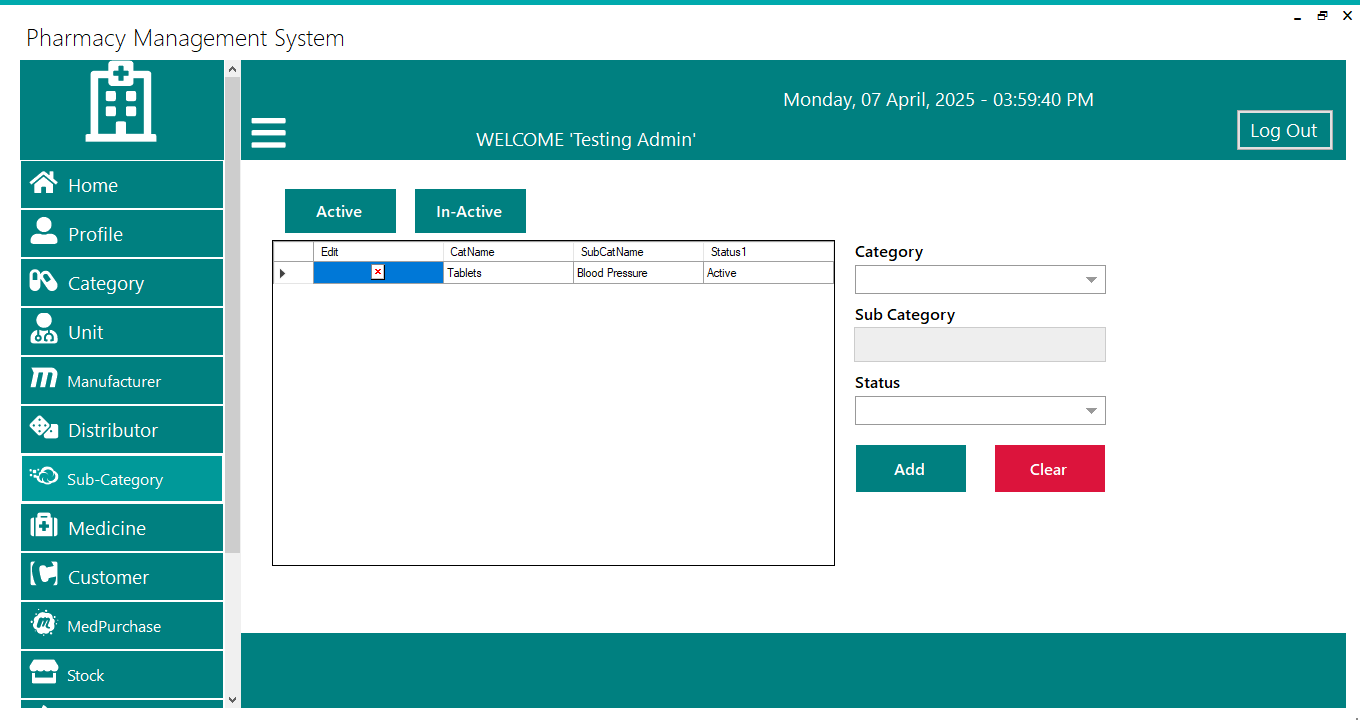 Pharmacy Management System
Monday, 07 April, 2025 - 03:59:40 PM
WELCOME 'Testing Admin'
Log Out
Home
Profile
Category
Unit
Manufacturer
Distributor
Sub-Category
Medicine
Customer
MedPurchase
Stock
Active In-Active
Edit CatName SubCatName Status1
Tablets Blood Pressure Active
Category
Sub Category
Status
Add Clear